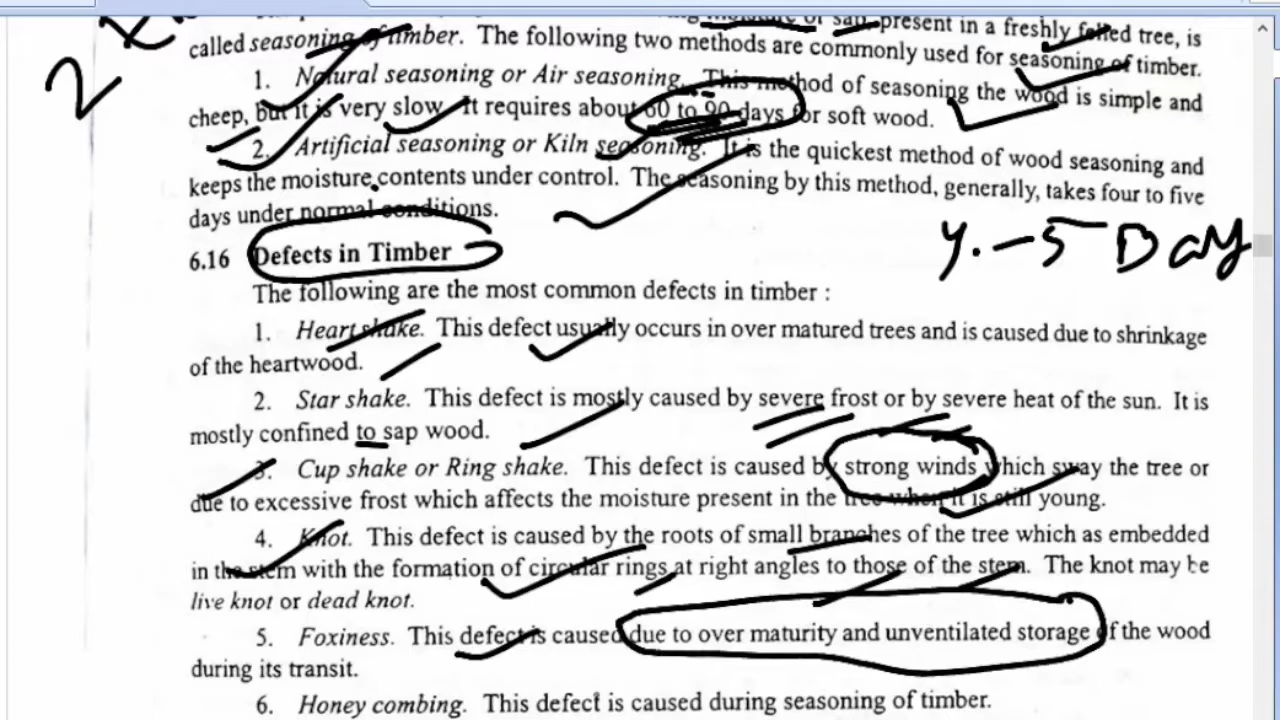 moisture or sap present in a freshly felled tree, is
called seasoning of timber. The following two methods are commonly used for seasoning of timber.
1. Natural seasoning or Air seasoning. This method of seasoning the wood is simple and
cheep, but it is very slow. It requires about 60 to 90 days for soft wood.
2. Artificial seasoning or Kiln seasoning. It is the quickest method of wood seasoning and
keeps the moisture contents under control. The seasoning by this method, generally, takes four to five
days under normal conditions.
Day
6.16 Defects in Timber
The following are the most common defects in timber :
1. Heart shake. This defect usually occurs in over matured trees and is caused due to shrinkage
of the heartwood.
2. Star shake. This defect is mostly caused by severe frost or by severe heat of the sun. It is
mostly confined to sap wood.
3. Cup shake or Ring shake. This defect is caused by strong winds which sway the tree or
due to excessive frost which affects the moisture present in the tree when it is still young.
4. Knot. This defect is caused by the roots of small branches of the tree which as embedded
in the stem with the formation of circular rings at right angles to those of the stem. The knot may be
live knot or dead knot.
5. Foxiness. This defect is caused due to over maturity and unventilated storage of the wood
during its transit.
6. Honey combing. This defect is caused during seasoning of timber.